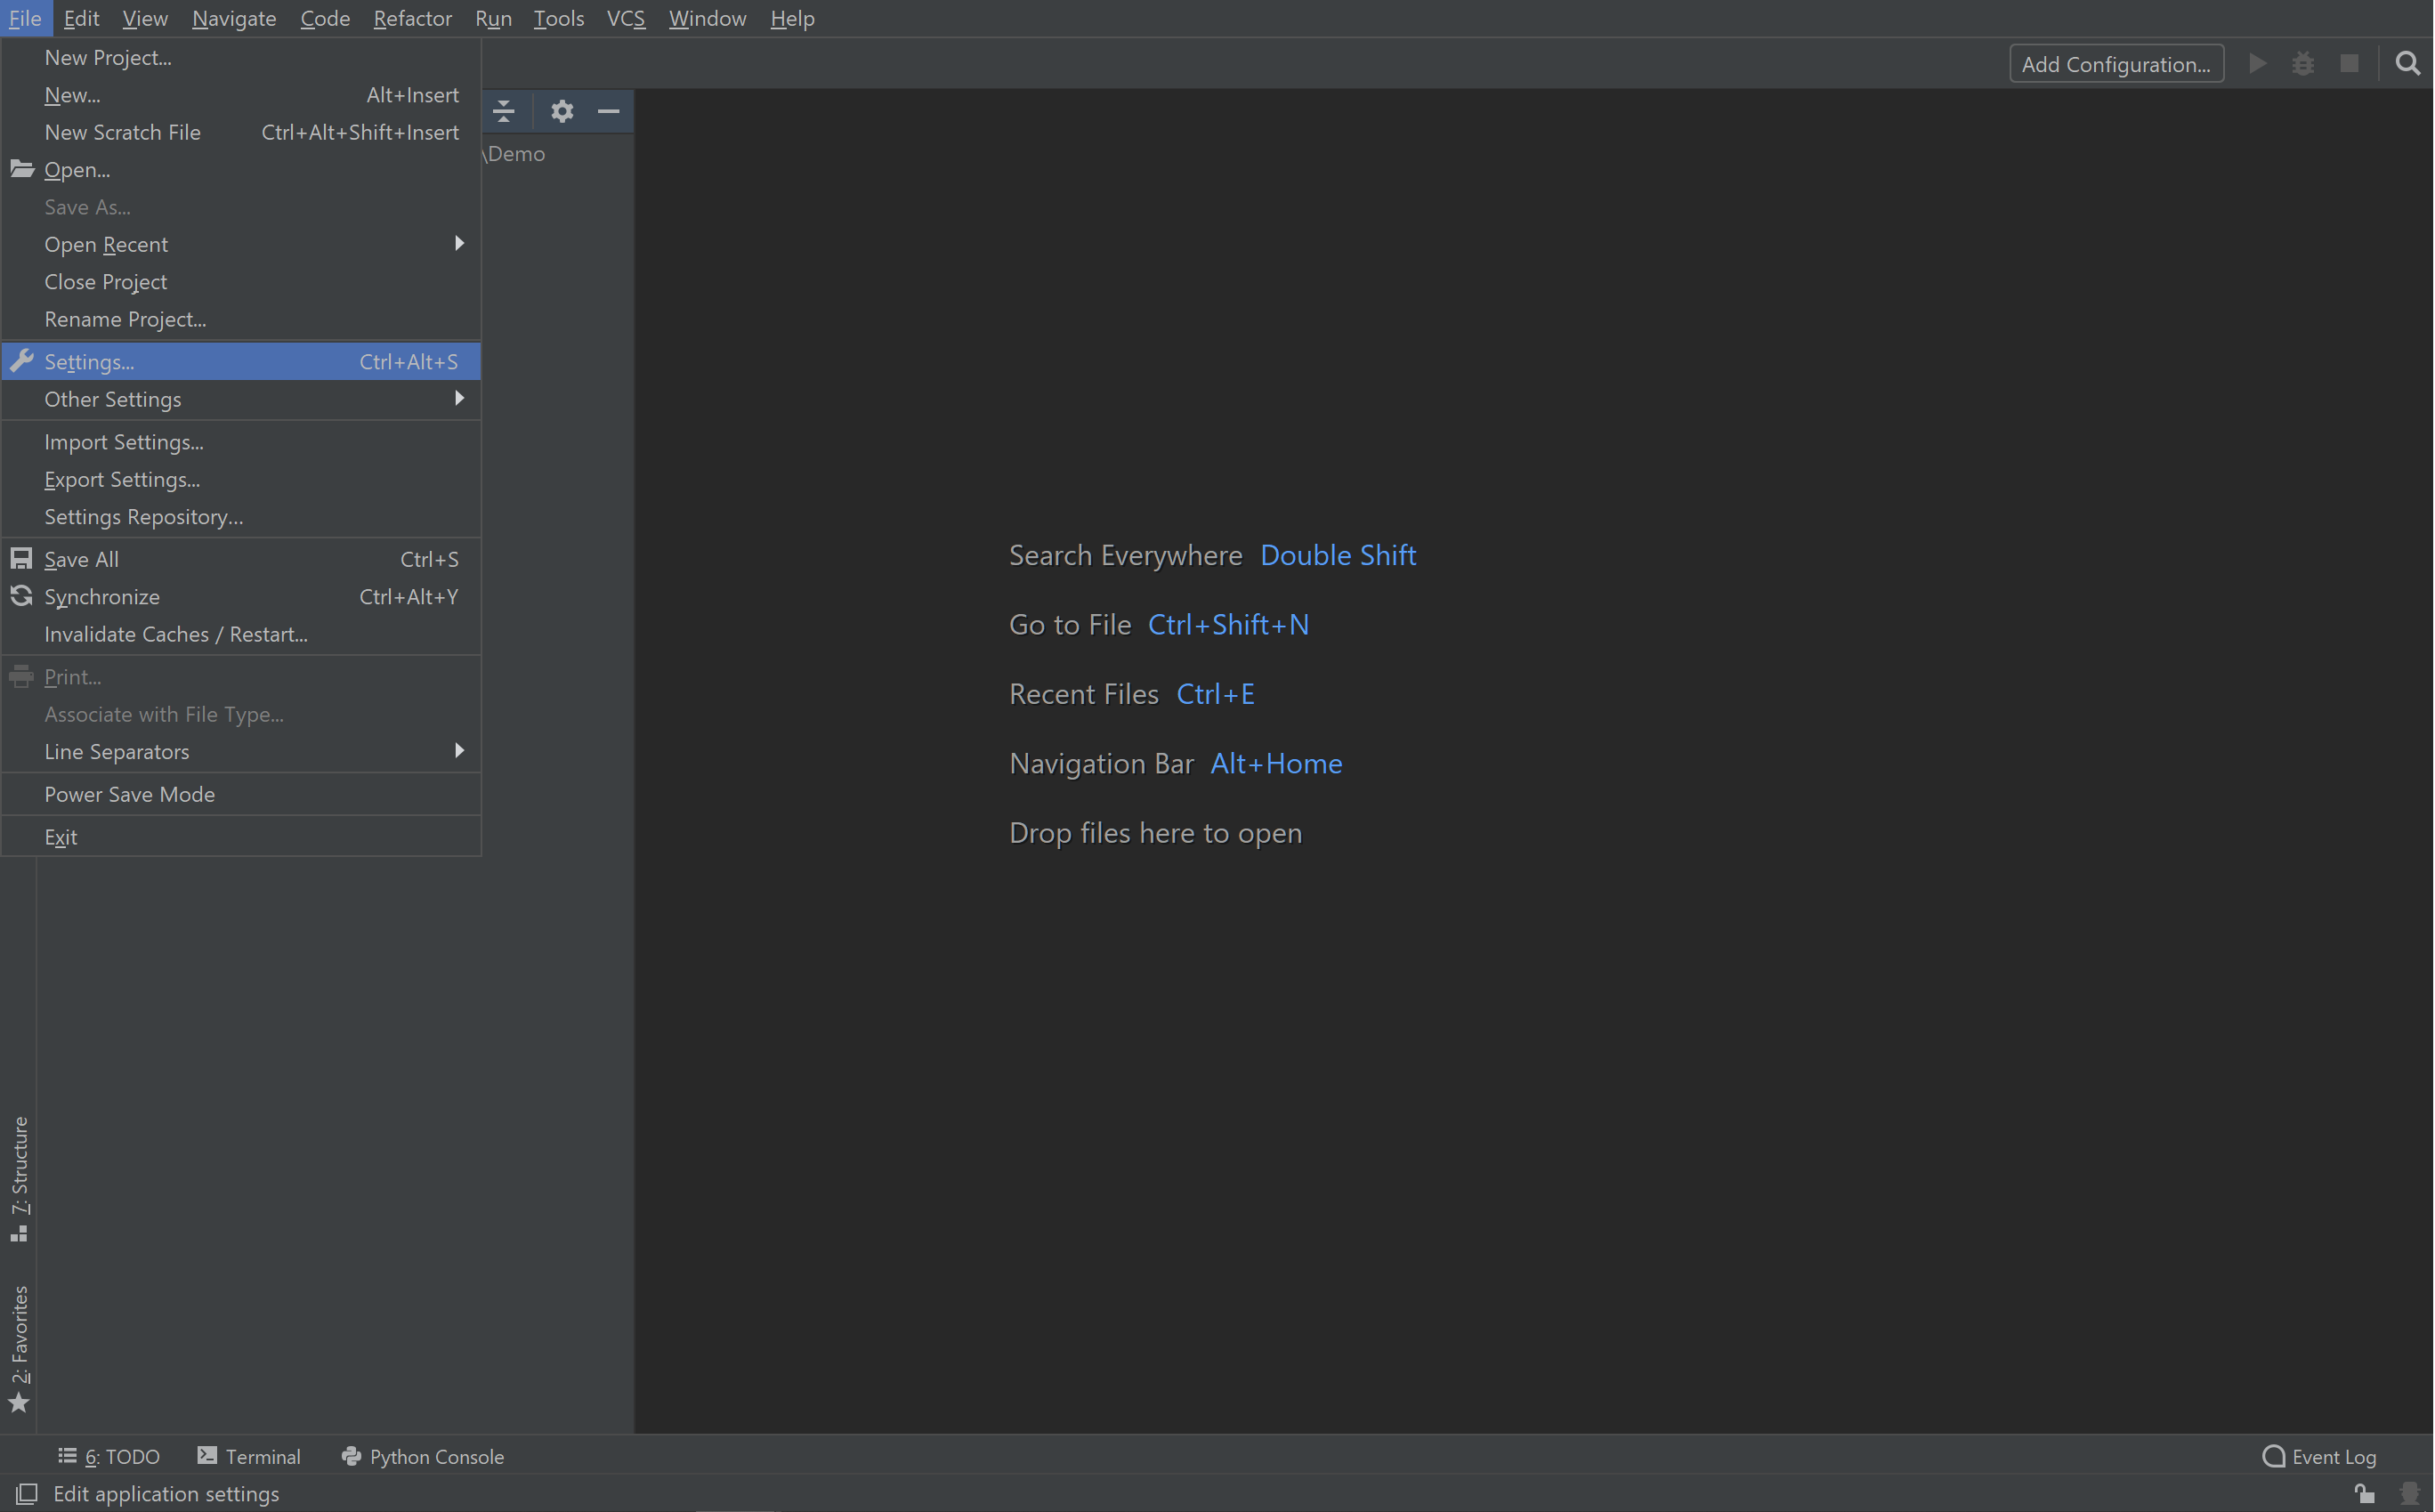 File Edit View Navigate Code Refactor Run Tools VCS Window Help
Add Configuration...
New Project...
New... Alt+Insert
New Scratch File Ctrl+Alt+Shift+Insert
Open...
Save As...
Open Recent
Close Project
Rename Project...
Settings... Ctrl+Alt+S
Other Settings
Import Settings...
Export Settings...
Settings Repository...
Save All Ctrl+S
Synchronize Ctrl+Alt+Y
Invalidate Caches / Restart...
Print...
Associate with File Type...
Line Separators
Power Save Mode
Exit
\Demo
Search Everywhere Double Shift
Go to File Ctrl+Shift+N
Recent Files Ctrl+E
Navigation Bar Alt+Home
Drop files here to open
7: Structure
2: Favorites
6: TODO Terminal Python Console Event Log
Edit application settings